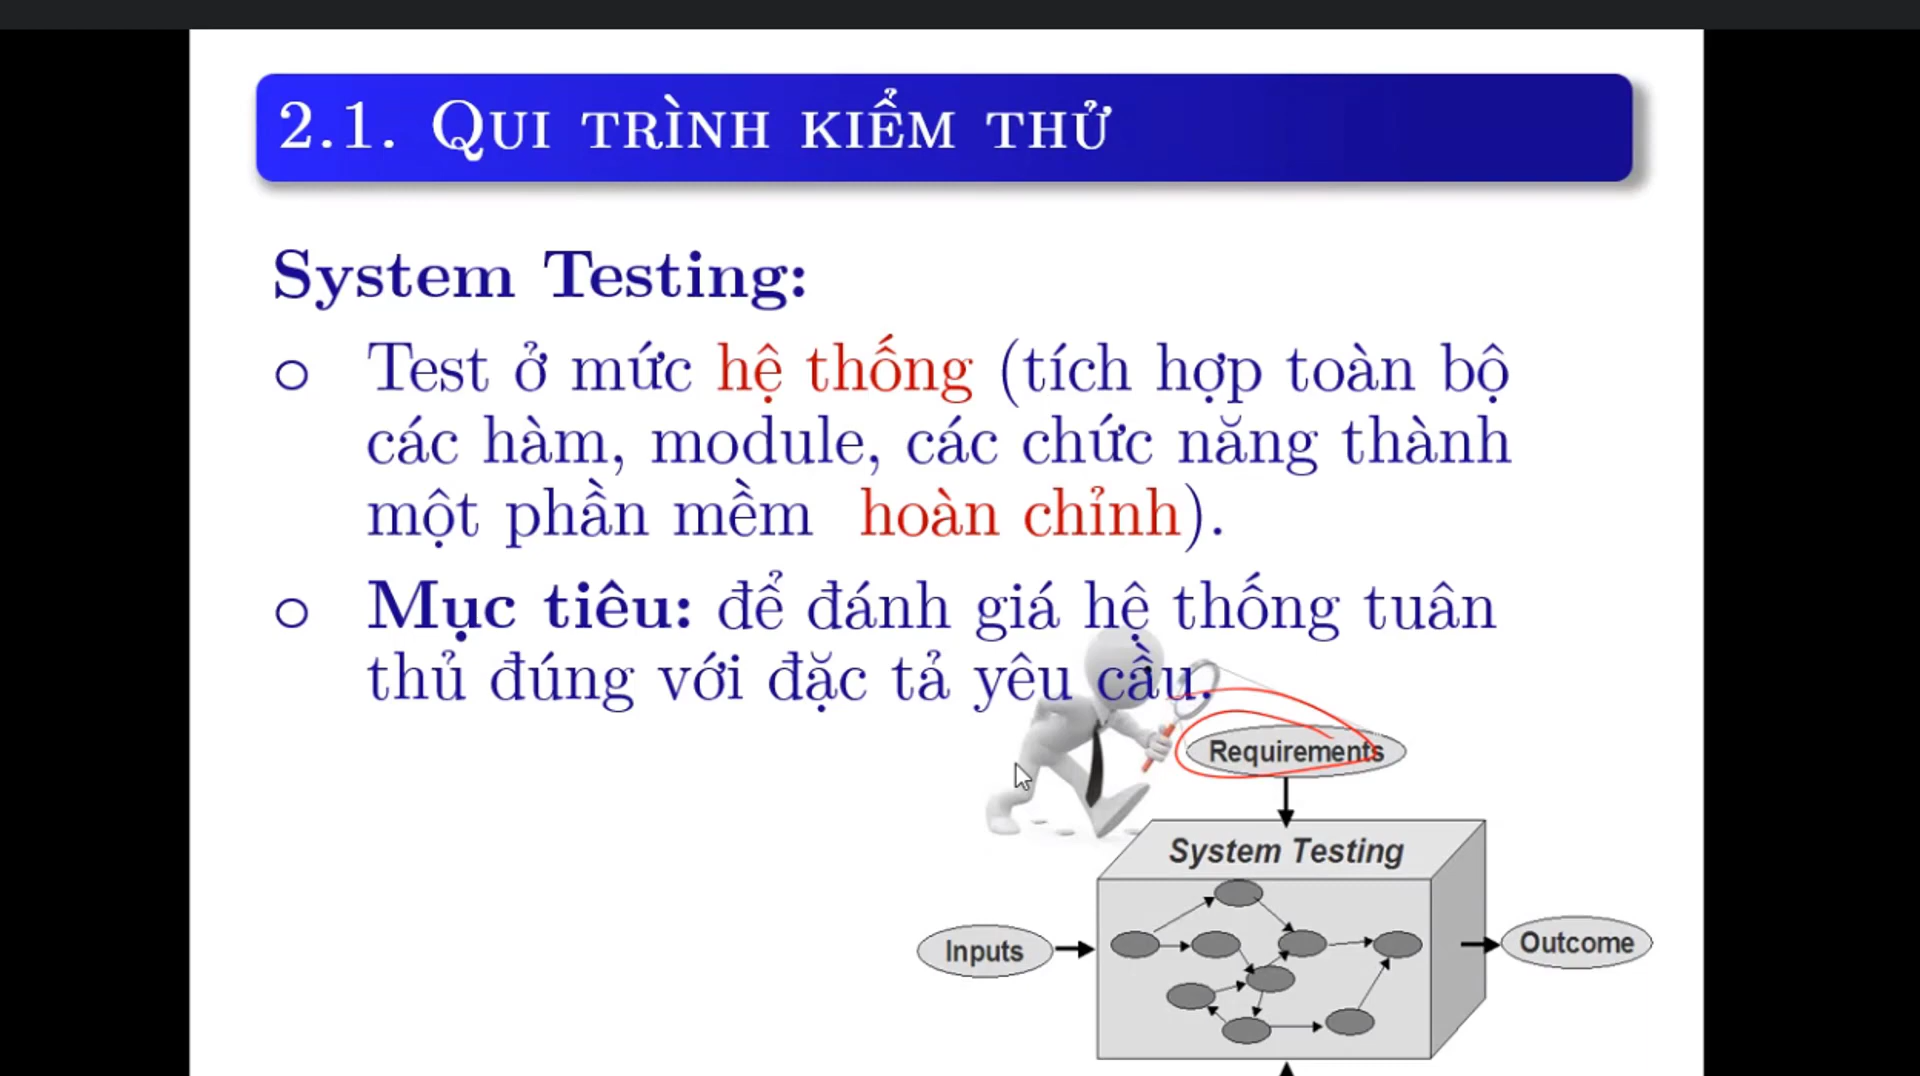 2.1. Qui trình kiểm thử
System Testing:
Test ở mức hệ thống (tích hợp toàn bộ
các hàm, module, các chức năng thành
một phần mềm hoàn chỉnh).
Mục tiêu: để đánh giá hệ thống tuân
thủ đúng với đặc tả yêu cầu.
Requirements
System Testing
Inputs
Outcome